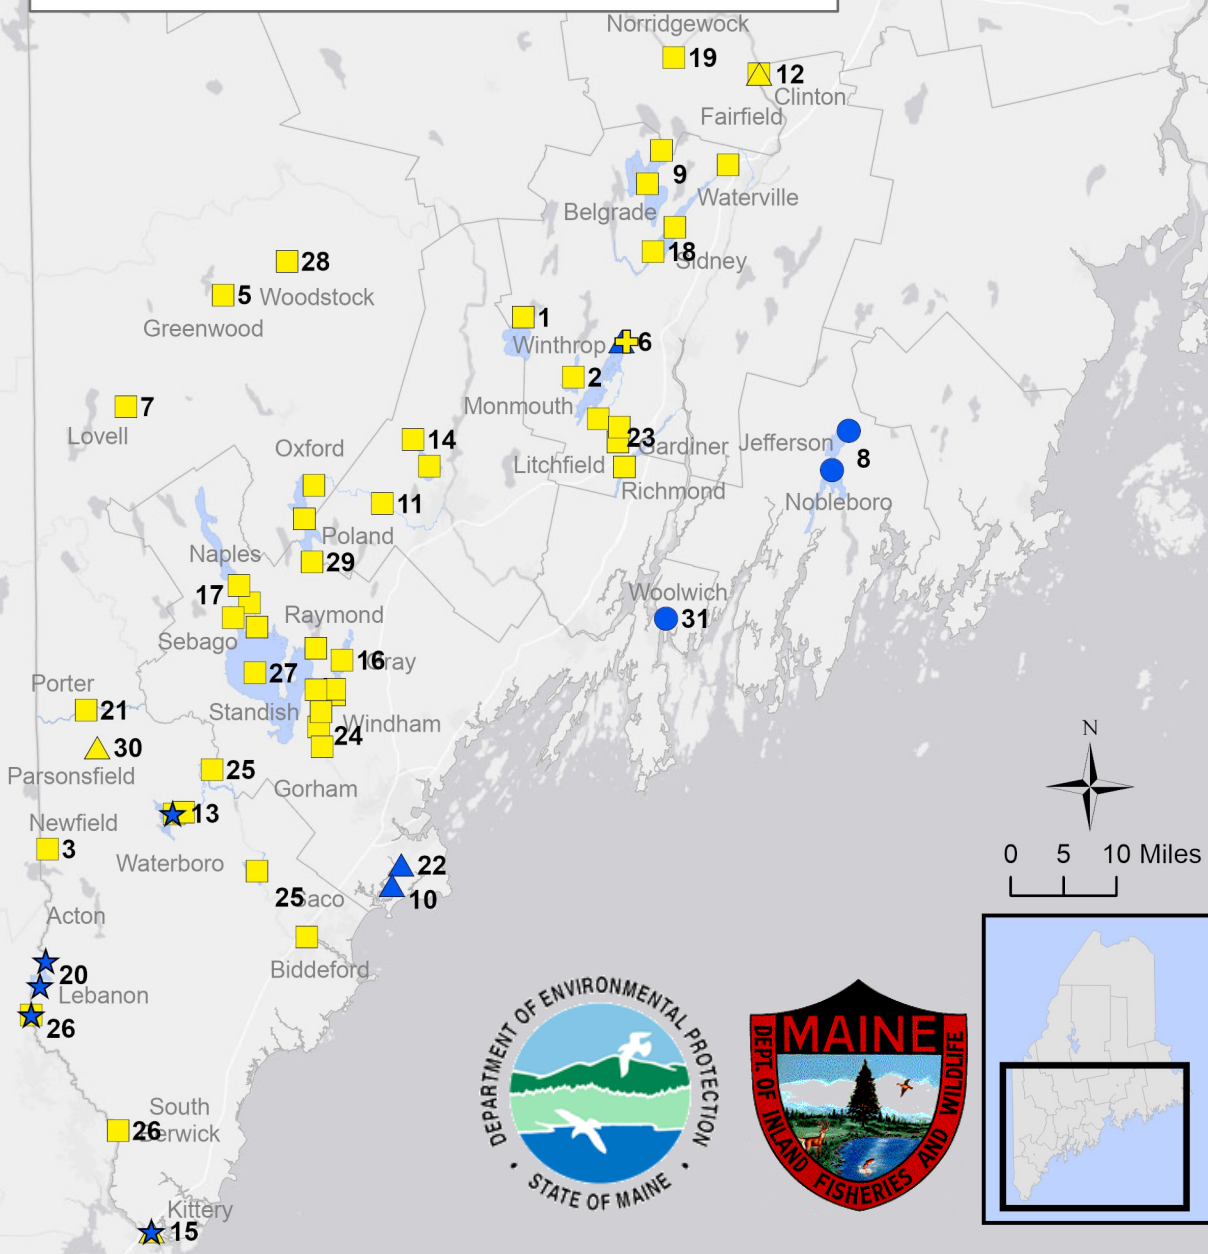 Norridgewock
19
12
Clinton
Fairfield
9
Waterville
Belgrade
18
Sidney
28
5
Woodstock
Greenwood
1
Winthrop
6
2
7
Monmouth
Lovell
14
Oxford
23
Gardiner
Jefferson
8
Litchfield
Richmond
11
Nobleboro
Poland
Naples
29
17
Woolwich
Raymond
31
Sebago
16
Gray
27
Porter
21
Standish
Windham
24
30
Parsonsfield
25
Gorham
13
Newfield
3
Waterboro
22
25
Saco
10
Acton
Biddeford
20
Lebanon
26
South
Berwick
26
Kittery
15
N
0 5 10 Miles
DEPARTMENT OF ENVIRONMENTAL PROTECTION
• STATE OF MAINE •
MAINE
DEPT. OF INLAND FISHERIES AND WILDLIFE